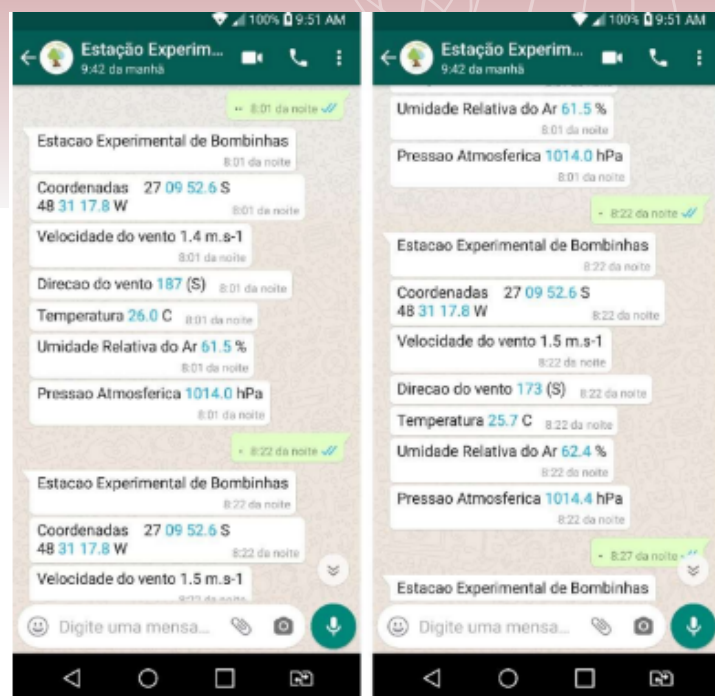 100% 9:51 AM
Estação Experim...
9:42 da manhã
.. 8:01 da noite
Estacao Experimental de Bombinhas
8:01 da noite
Coordenadas 27 09 52.6 S
48 31 17.8 W
8:01 da noite
Velocidade do vento 1.4 m.s-1
8:01 da noite
Direcao do vento 187 (S)
8:01 da noite
Temperatura 26.0 C
8:01 da noite
Umidade Relativa do Ar 61.5 %
8:01 da noite
Pressao Atmosferica 1014.0 hPa
8:01 da noite
. 8:22 da noite
Estacao Experimental de Bombinhas
8:22 da noite
Coordenadas 27 09 52.6 S
48 31 17.8 W
8:22 da noite
Velocidade do vento 1.5 m.s-1
8:22 da noite
Digite uma mensa...
100% 9:51 AM
Estação Experim...
9:42 da manhã
Umidade Relativa do Ar 61.5 %
8:01 da noite
Pressao Atmosferica 1014.0 hPa
8:01 da noite
. 8:22 da noite
Estacao Experimental de Bombinhas
8:22 da noite
Coordenadas 27 09 52.6 S
48 31 17.8 W
8:22 da noite
Velocidade do vento 1.5 m.s-1
8:22 da noite
Direcao do vento 173 (S)
8:22 da noite
Temperatura 25.7 C
8:22 da noite
Umidade Relativa do Ar 62.4 %
8:22 da noite
Pressao Atmosferica 1014.4 hPa
8:22 da noite
. 8:27 da noite
Estacao Experimental de Bombinhas
Digite uma mensa...